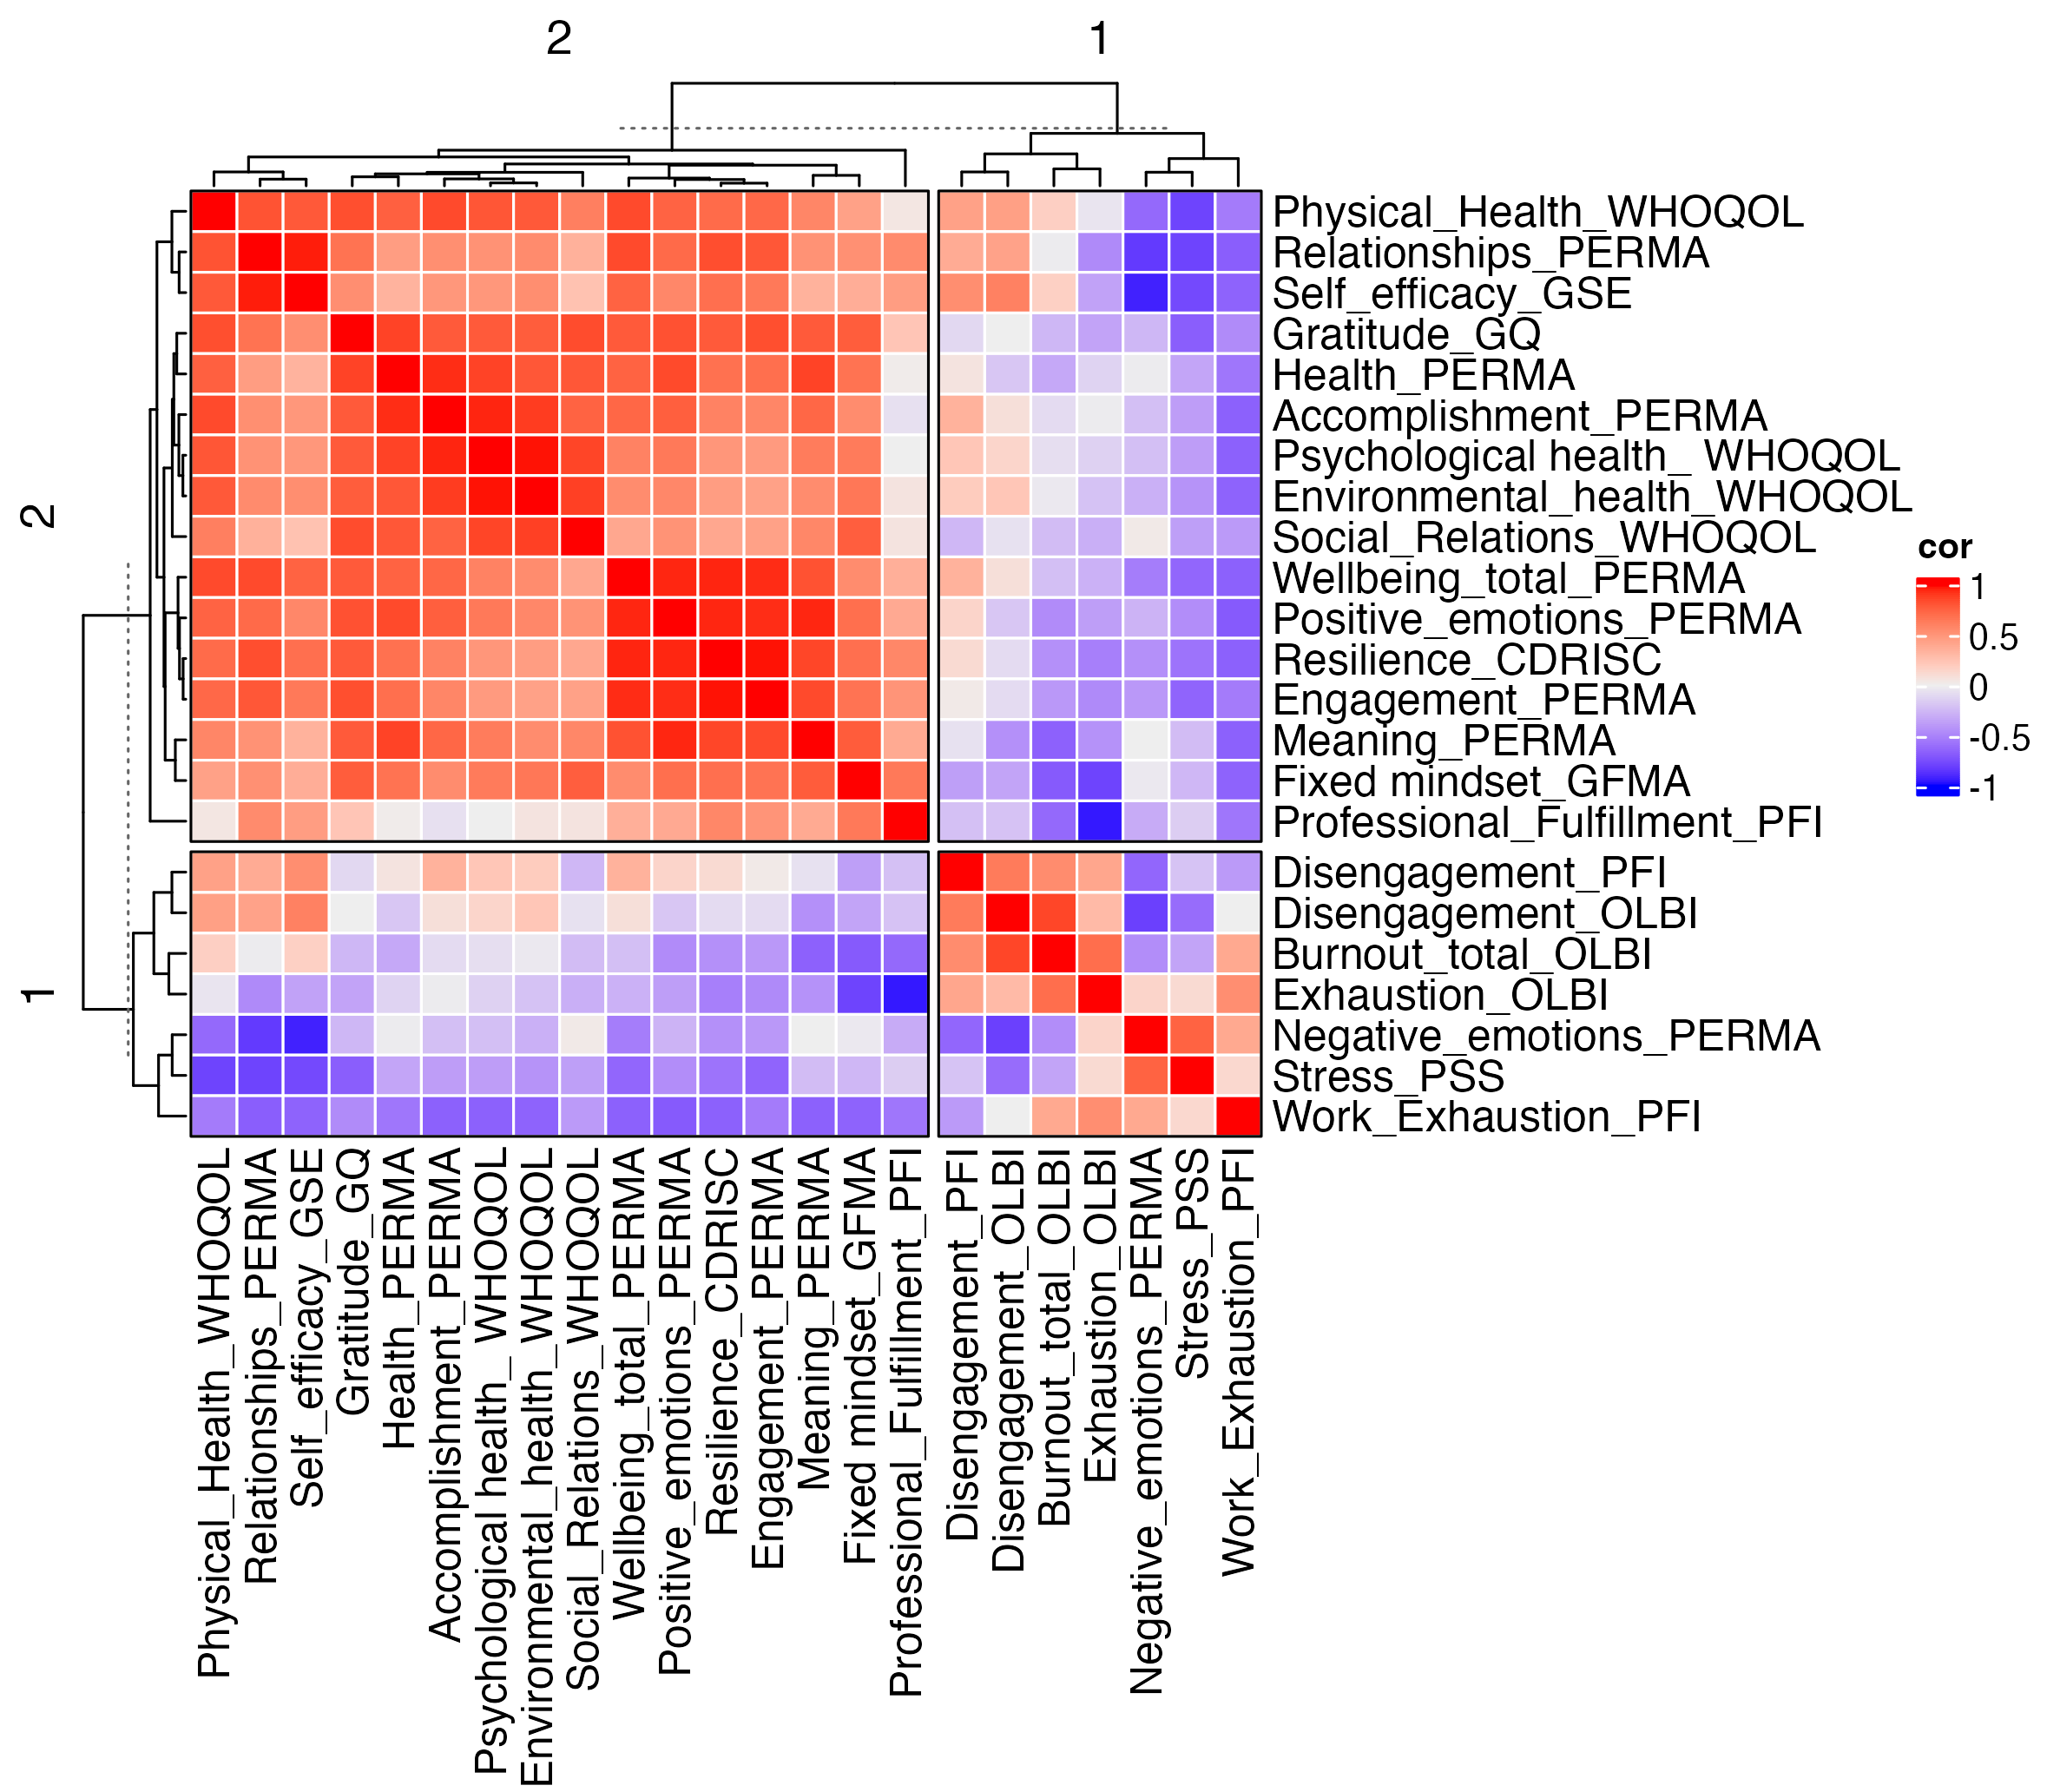 2
1
2
1
Physical_Health_WHOQOL
Relationships_PERMA
Self_efficacy_GSE
Gratitude_GQ
Health_PERMA
Accomplishment_PERMA
Psychological health_ WHOQOL
Environmental_health_WHOQOL
Social_Relations_WHOQOL
Wellbeing_total_PERMA
Positive_emotions_PERMA
Resilience_CDRISC
Engagement_PERMA
Meaning_PERMA
Fixed mindset_GFMA
Professional_Fulfillment_PFI
Disengagement_PFI
Disengagement_OLBI
Burnout_total_OLBI
Exhaustion_OLBI
Negative_emotions_PERMA
Stress_PSS
Work_Exhaustion_PFI
cor
1
0.5
0
-0.5
-1
Physical_Health_WHOQOL
Relationships_PERMA
Self_efficacy_GSE
Gratitude_GQ
Health_PERMA
Accomplishment_PERMA
Psychological health_ WHOQOL
Environmental_health_WHOQOL
Social_Relations_WHOQOL
Wellbeing_total_PERMA
Positive_emotions_PERMA
Resilience_CDRISC
Engagement_PERMA
Meaning_PERMA
Fixed mindset_GFMA
Professional_Fulfillment_PFI
Disengagement_PFI
Disengagement_OLBI
Burnout_total_OLBI
Exhaustion_OLBI
Negative_emotions_PERMA
Stress_PSS
Work_Exhaustion_PFI